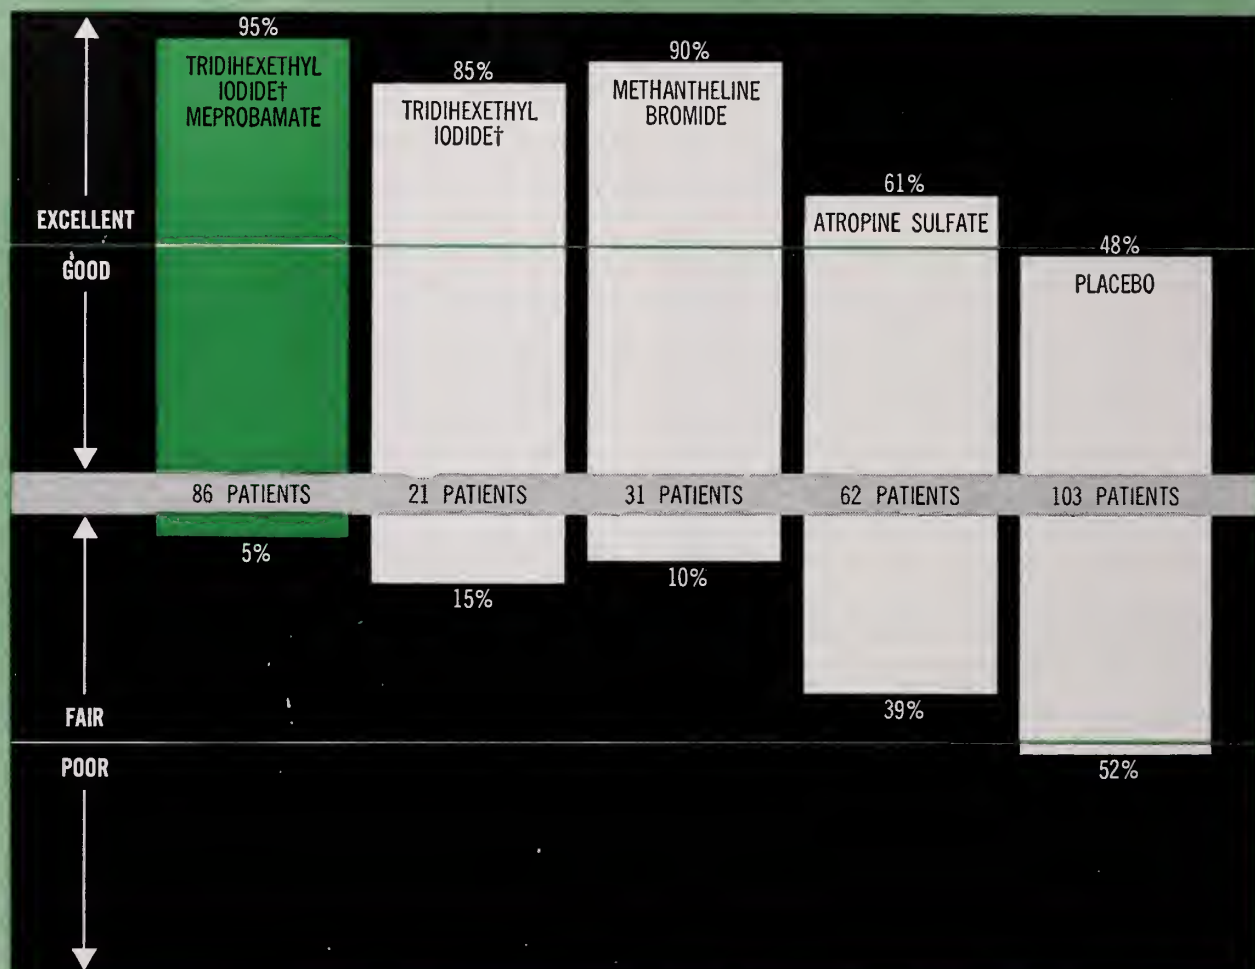 95%
TRIDIHEXETHYL
IODIDE†
MEPROBAMATE
85%
TRIDIHEXETHYL
IODIDE†
90%
METHANTHELINE
BROMIDE
61%
ATROPINE SULFATE
48%
PLACEBO
EXCELLENT
GOOD
86 PATIENTS
21 PATIENTS
31 PATIENTS
62 PATIENTS
103 PATIENTS
5%
15%
10%
39%
52%
FAIR
POOR